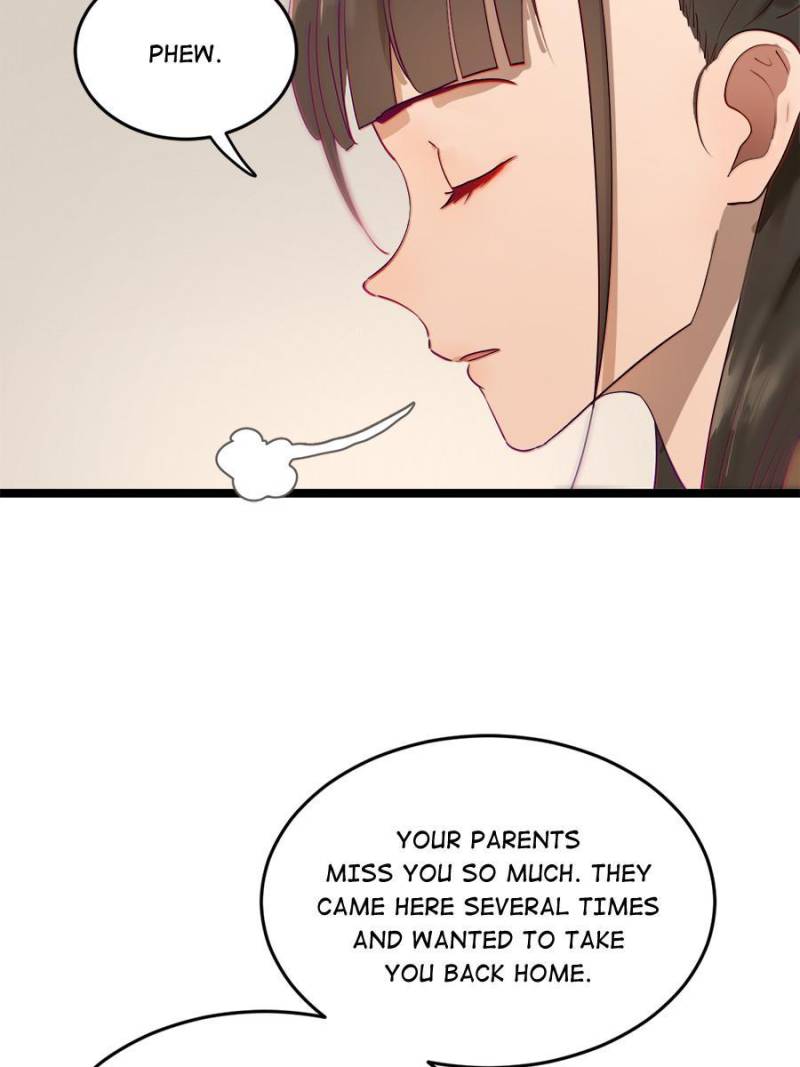 PHEW.
YOUR PARENTS
MISS YOU SO MUCH. THEY
CAME HERE SEVERAL TIMES
AND WANTED TO TAKE
YOU BACK HOME.